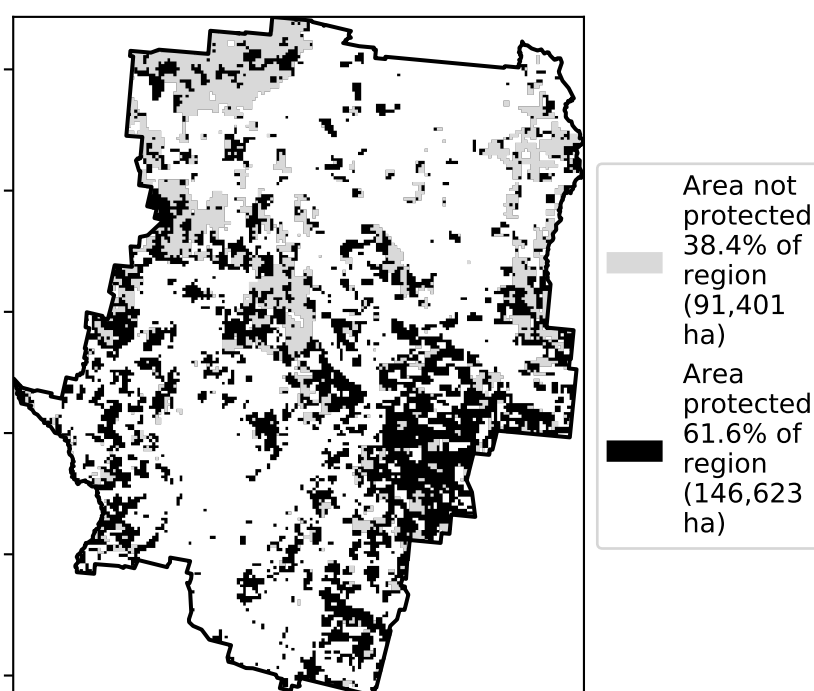 Area not
protected
38.4% of
region
(91,401
ha)
Area
protected
61.6% of
region
(146,623
ha)